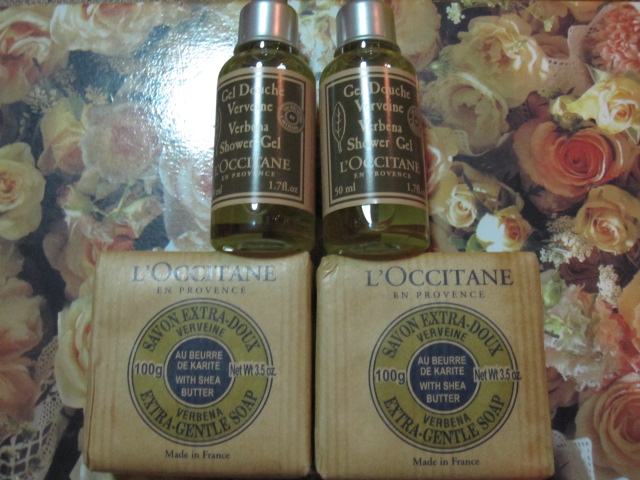 Gel Douche
Verveine
Verbena
Shower Gel
L'OCCITANE
EN PROVENCE
ml 1.7fl.oz
Gel Douche
Verveine
Verbena
Shower Gel
L'OCCITANE
EN PROVENCE
50 ml 1.7fl
L'OCCITANE
EN PROVENCE
SAVON EXTRA-DOUX
VERVEINE
AU BEURRE
DE KARITE
100g Net Wt 3.5 oz.
WITH SHEA
BUTTER
VERBENA
EXTRA-GENTLE SOAP
Made in France
L'OCCITANE
EN PROVENCE
SAVON EXTRA-DOUX
VERVEINE
AU BEURRE
DE KARITE
100g Net Wt 3.5 oz.
WITH SHEA
BUTTER
VERBENA
EXTRA-GENTLE SOAP
Made in France